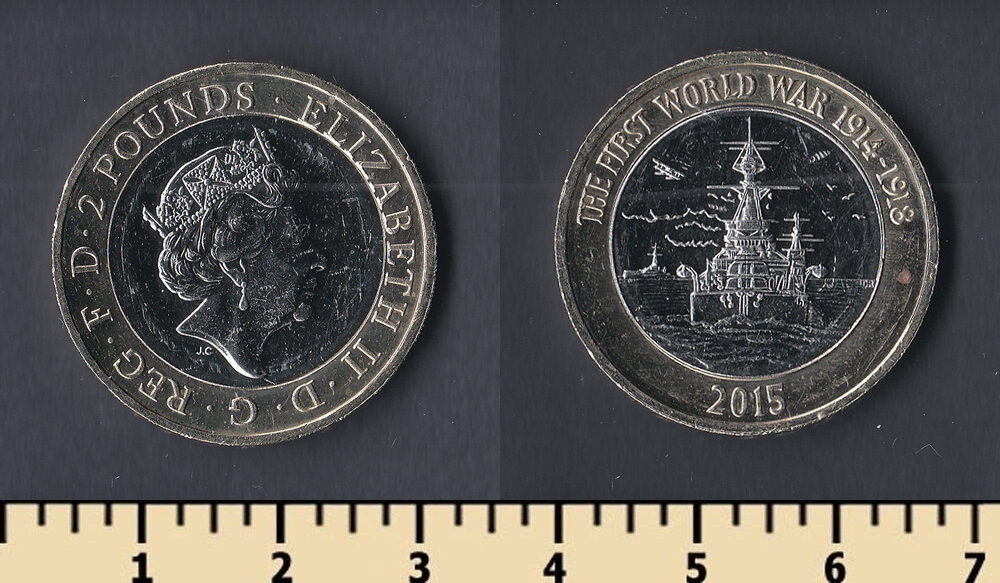 ELIZABETH II · D · G · REG · F · D · 2 POUNDS ·
J.C
THE FIRST WORLD WAR 1914-1918
2015
1 2 3 4 5 6 7